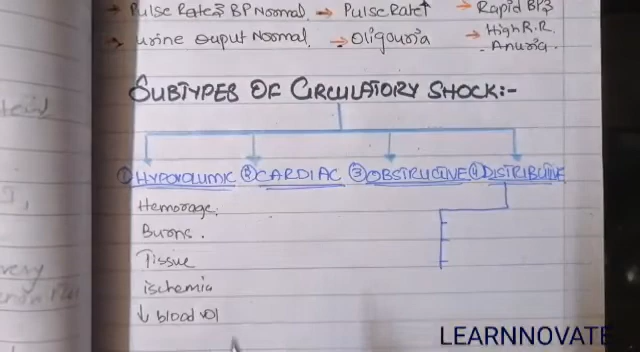 → Pulse Rate & BP Normal → Pulse Rate↑ → Rapid BP
→ Urine Ouput Normal. → Oligouria → High R.R.
- Anuria.
SUBTYPES OF CIRCULATORY SHOCK:-
① HYPOVOLUMIC ② CARDIAC ③ OBSTRUCTIVE ④ DISTRIBUTIVE
Hemorage.
Burns.
Tissue
ischemia
↓ blood vol
LEARNNOVATE